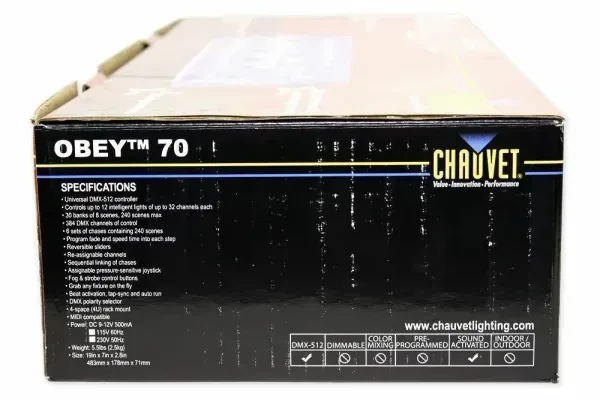 OBEY™ 70
CHAUVET®
Value · Innovation · Performance
SPECIFICATIONS
• Universal DMX-512 controller
• Controls up to 12 intelligent lights of up to 32 channels each
• 30 banks of 8 scenes, 240 scenes max
• 384 DMX channels of control
• 6 sets of chases containing 240 scenes
• Program fade and speed time into each step
• Reversible sliders
• Re-assignable channels
• Sequential linking of chases
• Assignable pressure-sensitive joystick
• Fog & strobe control buttons
• Grab any fixture on the fly
• Beat activation, tap-sync and auto run
• DMX polarity selector
• 4-space (4U) rack mount
• MIDI compatible
• Power: DC 9-12V 500mA
115V 60Hz
230V 50Hz
• Weight: 5.5lbs (2.5kg)
• Size: 19in x 7in x 2.8in
483mm x 178mm x 71mm
www.chauvetlighting.com
DMX-512 DIMMABLE COLOR MIXING PRE-PROGRAMMED SOUND ACTIVATED INDOOR / OUTDOOR